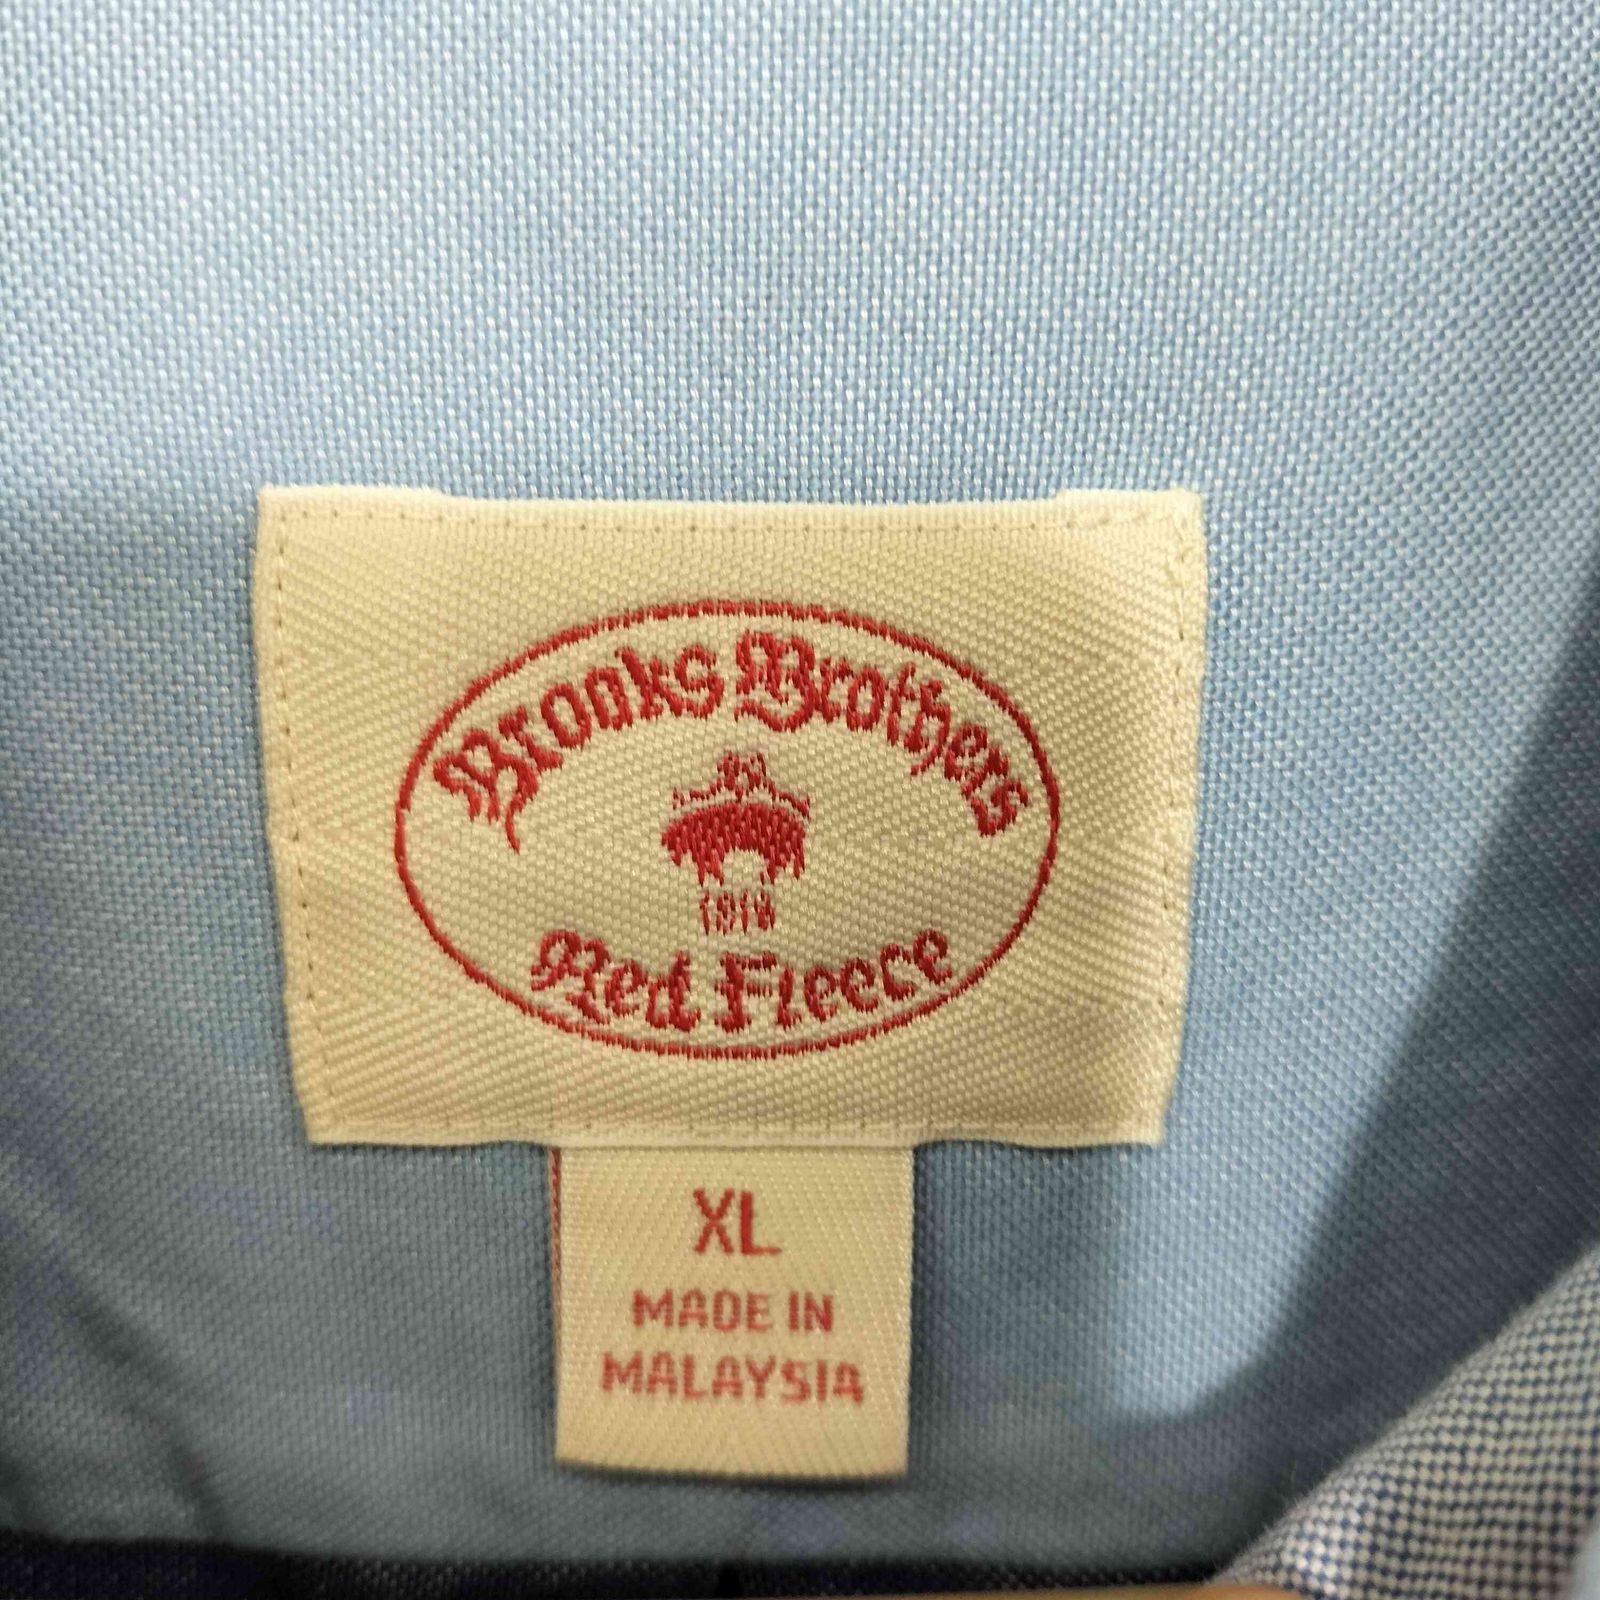 Brooks Brothers
1818
Red Fleece
XL
MADE IN
MALAYSIA